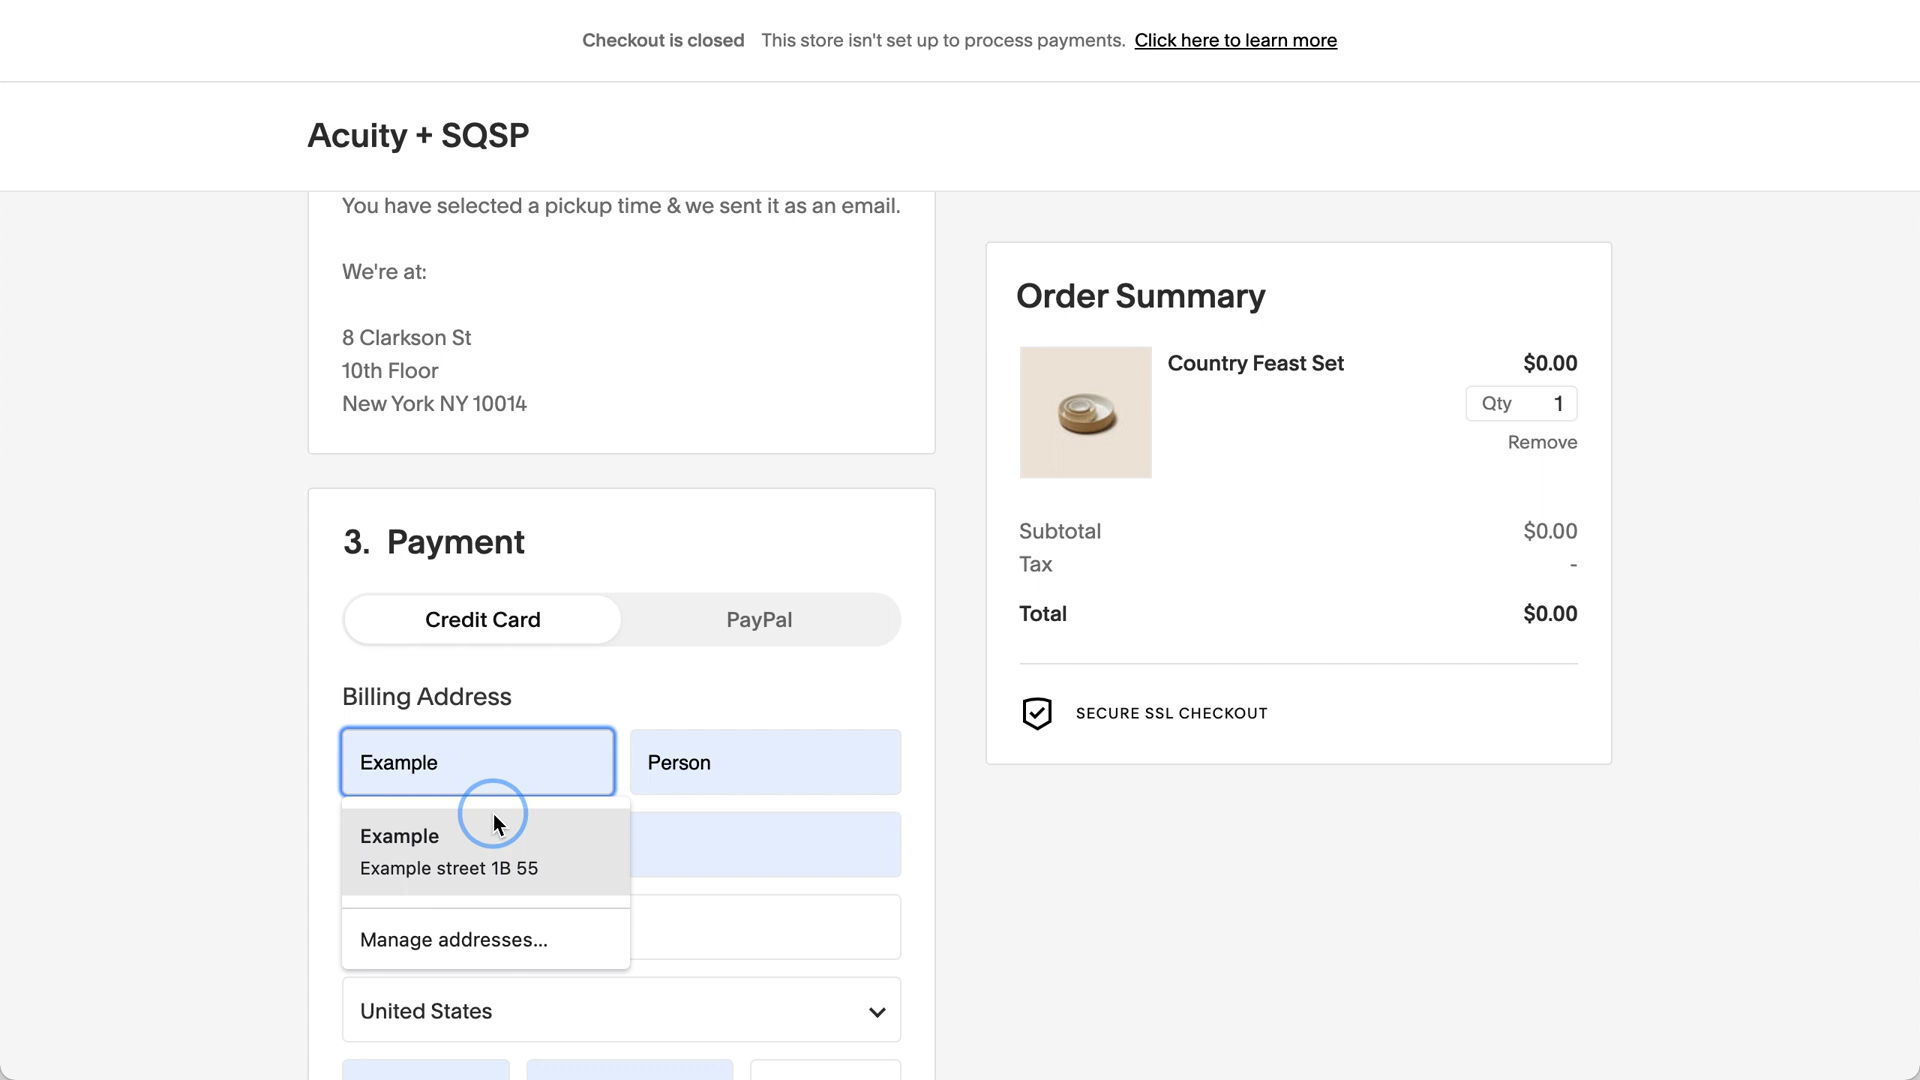 Checkout is closed This store isn't set up to process payments. Click here to learn more
Acuity + SQSP
You have selected a pickup time & we sent it as an email.
We're at:
8 Clarkson St
10th Floor
New York NY 10014
3. Payment
Credit Card PayPal
Billing Address
Example Person
Example
Example street 1B 55
Manage addresses...
United States
Order Summary
Country Feast Set $0.00
Qty 1
Remove
Subtotal $0.00
Tax -
Total $0.00
SECURE SSL CHECKOUT